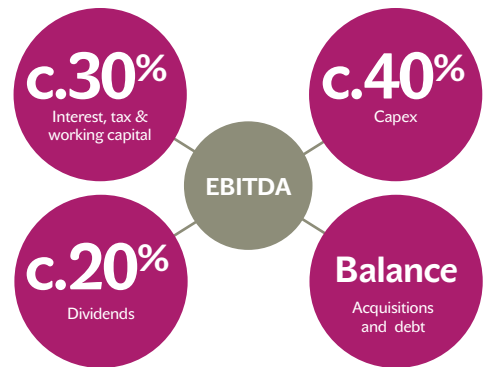 c.30%
Interest, tax &
working capital
c.40%
Capex
EBITDA
c.20%
Dividends
Balance
Acquisitions
and debt